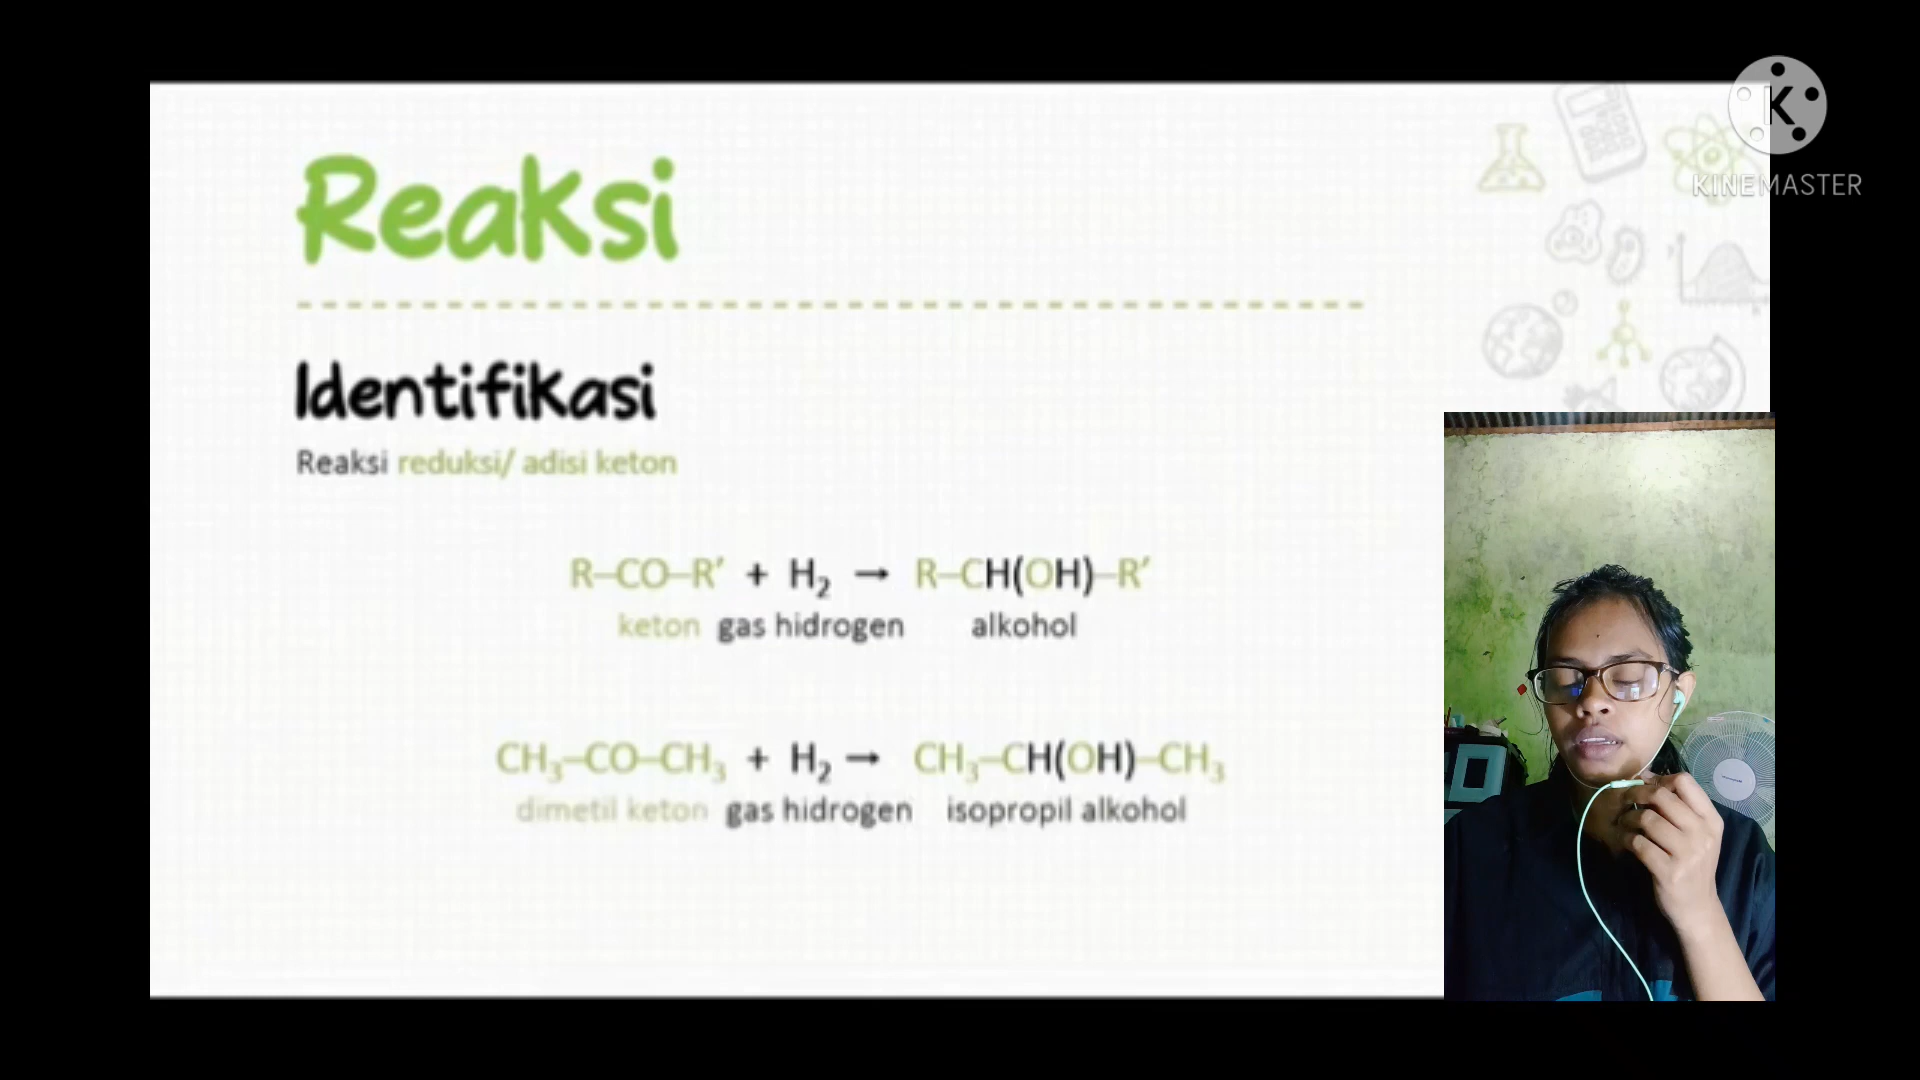 Reaksi
Identifikasi
Reaksi reduksi/ adisi keton
R–CO–R′ + H₂ → R–CH(OH)–R′
keton gas hidrogen alkohol
CH₃–CO–CH₃ + H₂ → CH₃–CH(OH)–CH₃
dimetil keton gas hidrogen isopropil alkohol
K
KINEMASTER